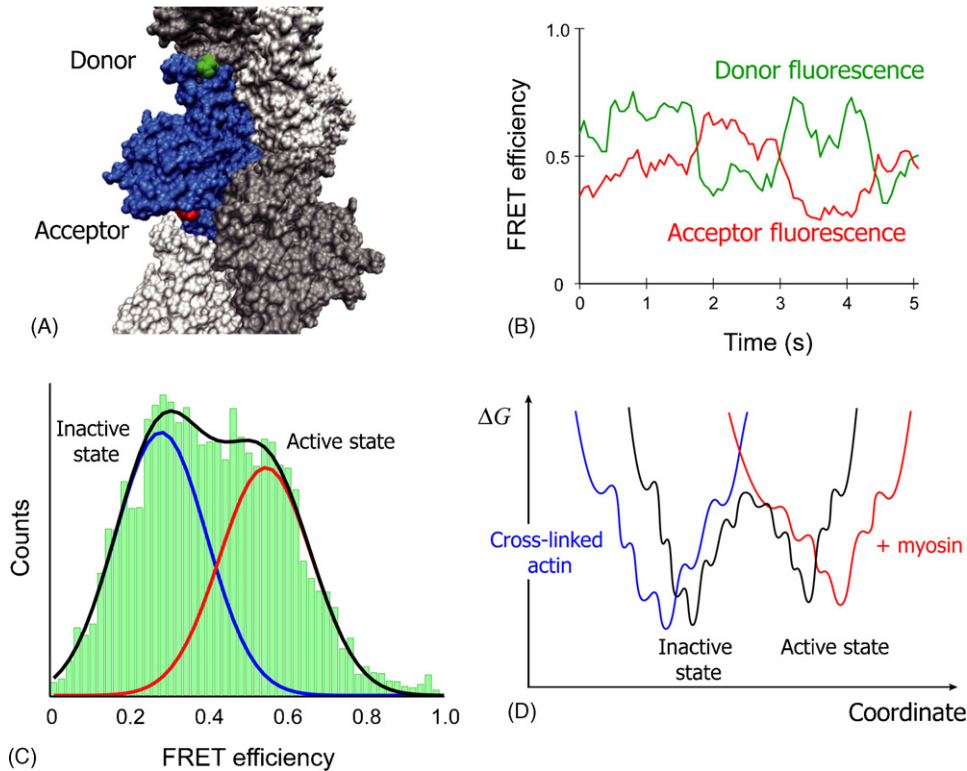 Donor
Acceptor
(A)
1.0
0.5
0
FRET efficiency
Donor fluorescence
Acceptor fluorescence
0 1 2 3 4 5
Time (s)
(B)
Counts
Inactive
state
Active state
0 0.2 0.4 0.6 0.8 1.0
FRET efficiency
(C)
ΔG
Cross-linked
actin
+ myosin
Inactive
state
Active state
Coordinate
(D)